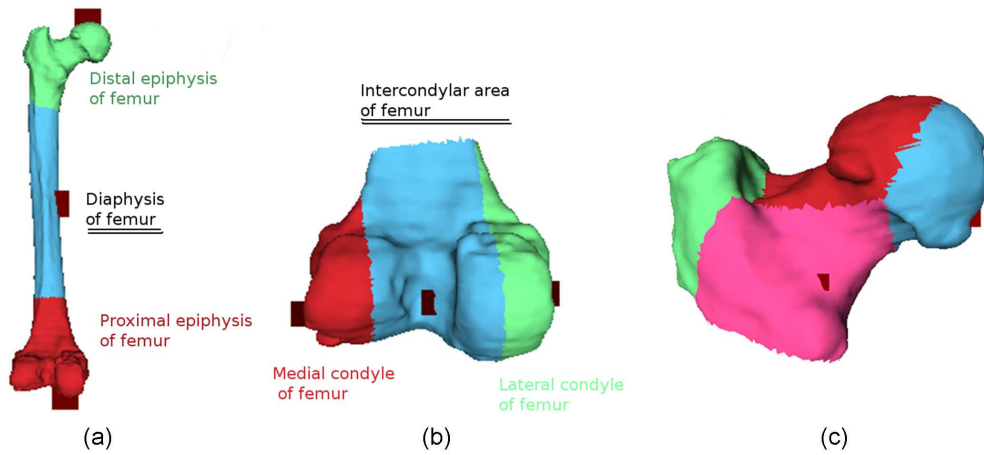 Distal epiphysis
of femur
Diaphysis
of femur
Proximal epiphysis
of femur
(a)
Intercondylar area
of femur
Medial condyle
of femur
Lateral condyle
of femur
(b)
(c)